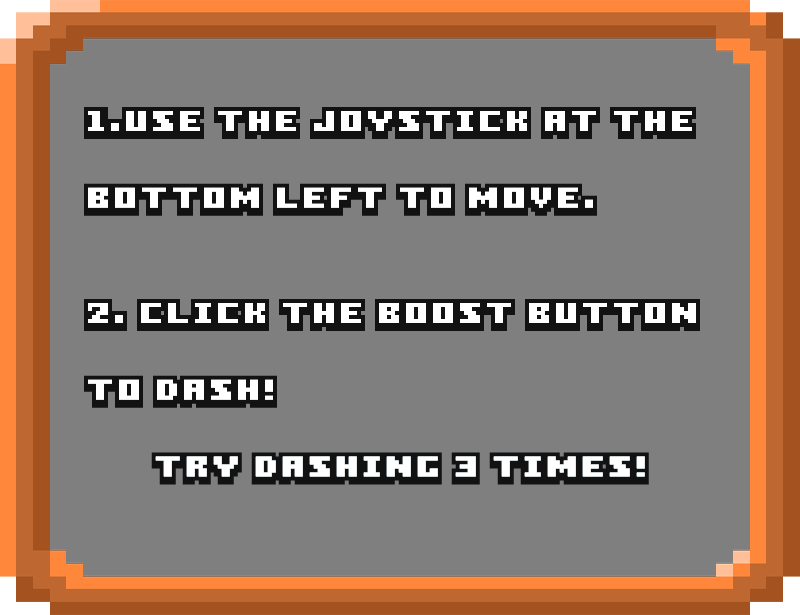 1.USE THE JOYSTICK AT THE
BOTTOM LEFT TO MOVE.
2. CLICK THE BOOST BUTTON
TO DASH!
TRY DASHING 3 TIMES!